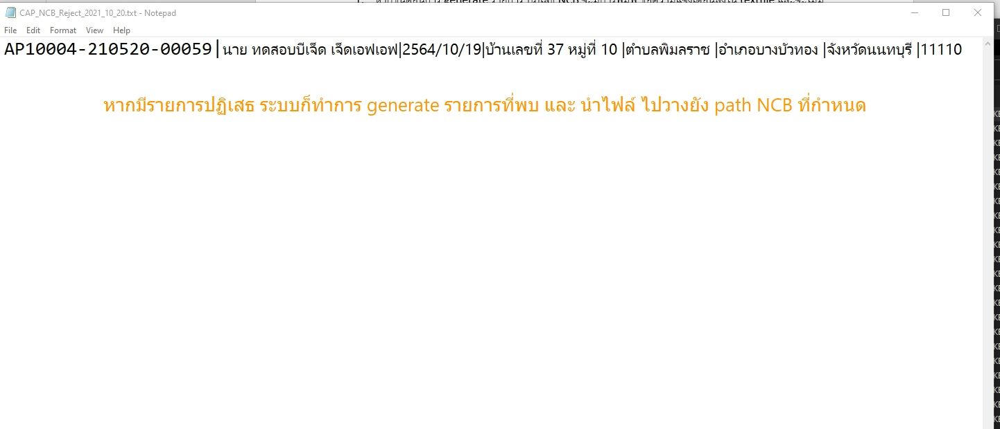 CAP_NCB_Reject_2021_10_20.txt - Notepad
File Edit Format View Help
AP10004-210520-00059|นาย ทดสอบบีเจ็ด เจ็ดเอฟเอฟ|2564/10/19|บ้านเลขที่ 37 หมู่ที่ 10 |ตำบลพิมลราช |อำเภอบางบัวทอง |จังหวัดนนทบุรี |11110
หากมีรายการปฏิเสธ ระบบก็ทำการ generate รายการที่พบ และ นำไฟล์ ไปวางยัง path NCB ที่กำหนด